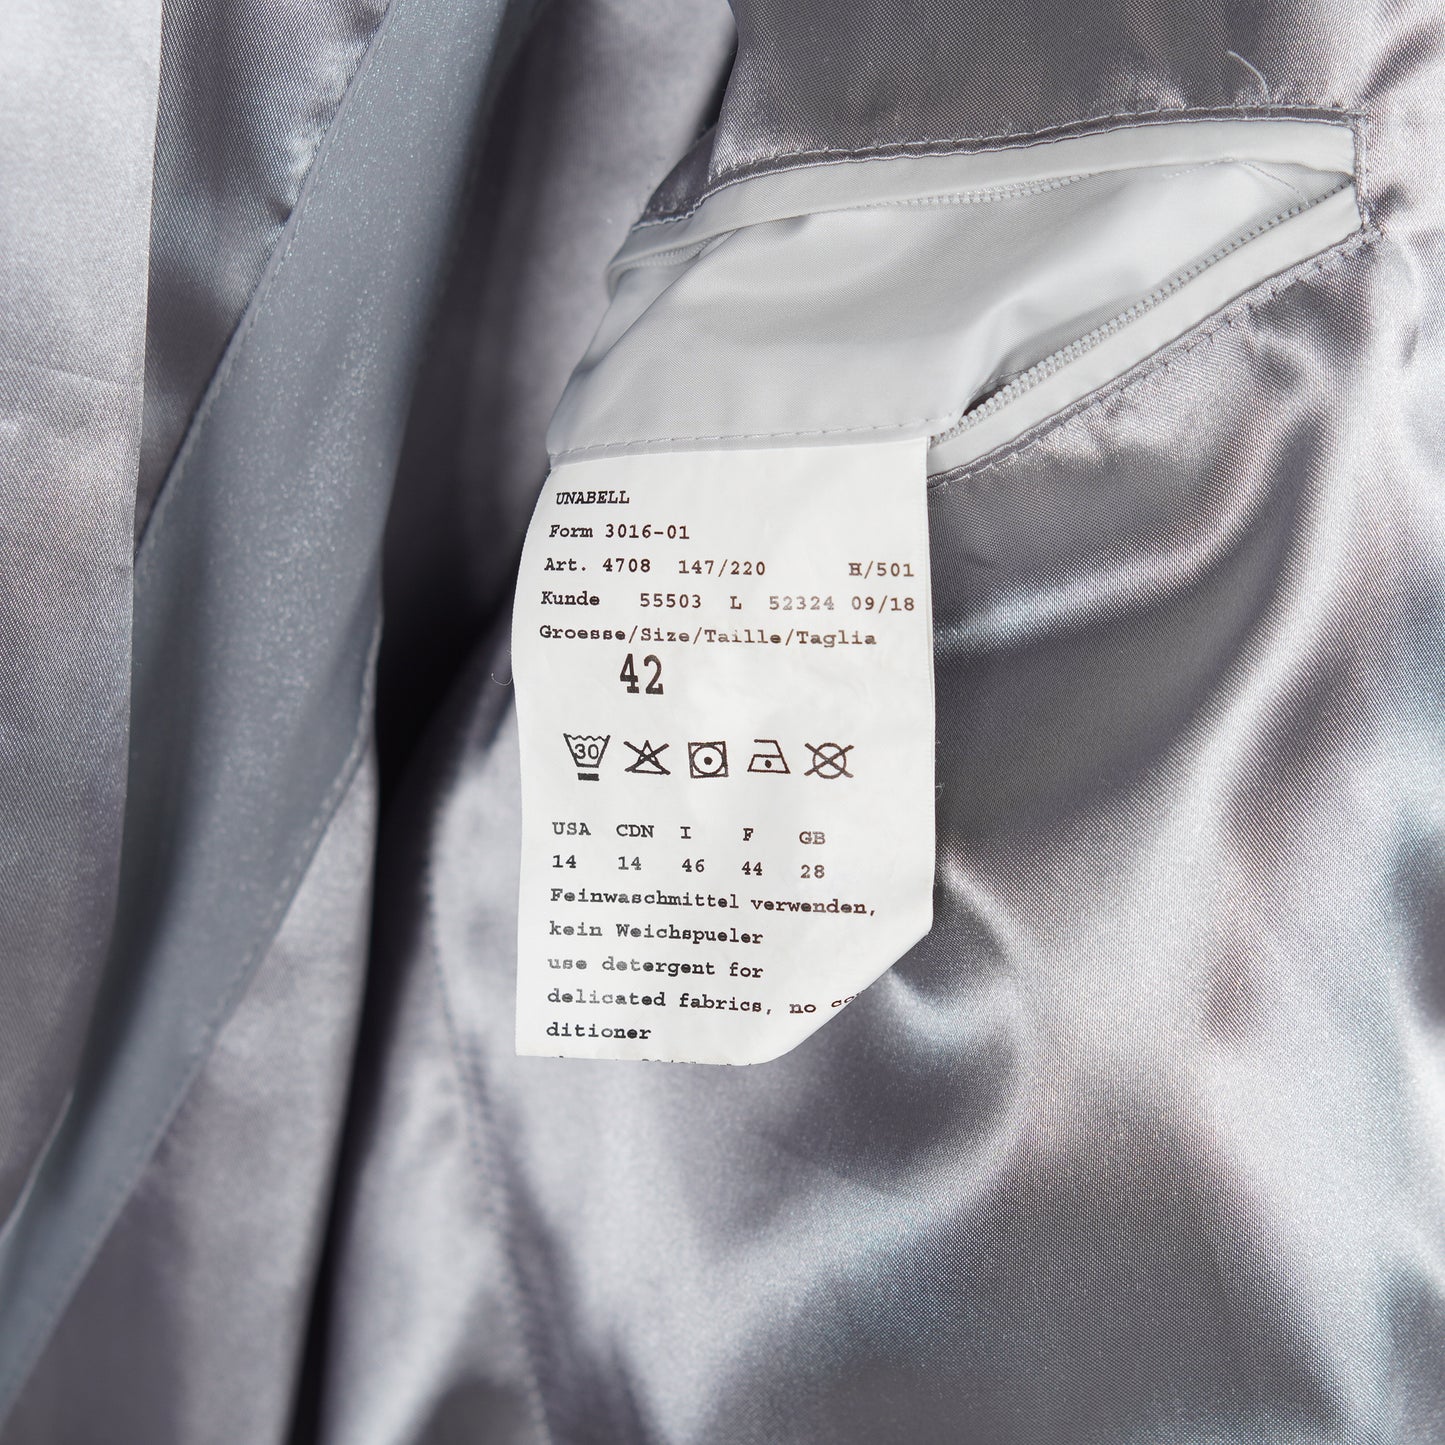 UNABELL
Form 3016-01
Art. 4708 147/220 H/501
Kunde 55503 L 52324 09/18
Groesse/Size/Taille/Taglia
42
30
USA CDN I F GB
14 14 46 44 28
Feinwaschmittel verwenden,
kein Weichspueler
use detergent for
delicated fabrics, no
ditioner